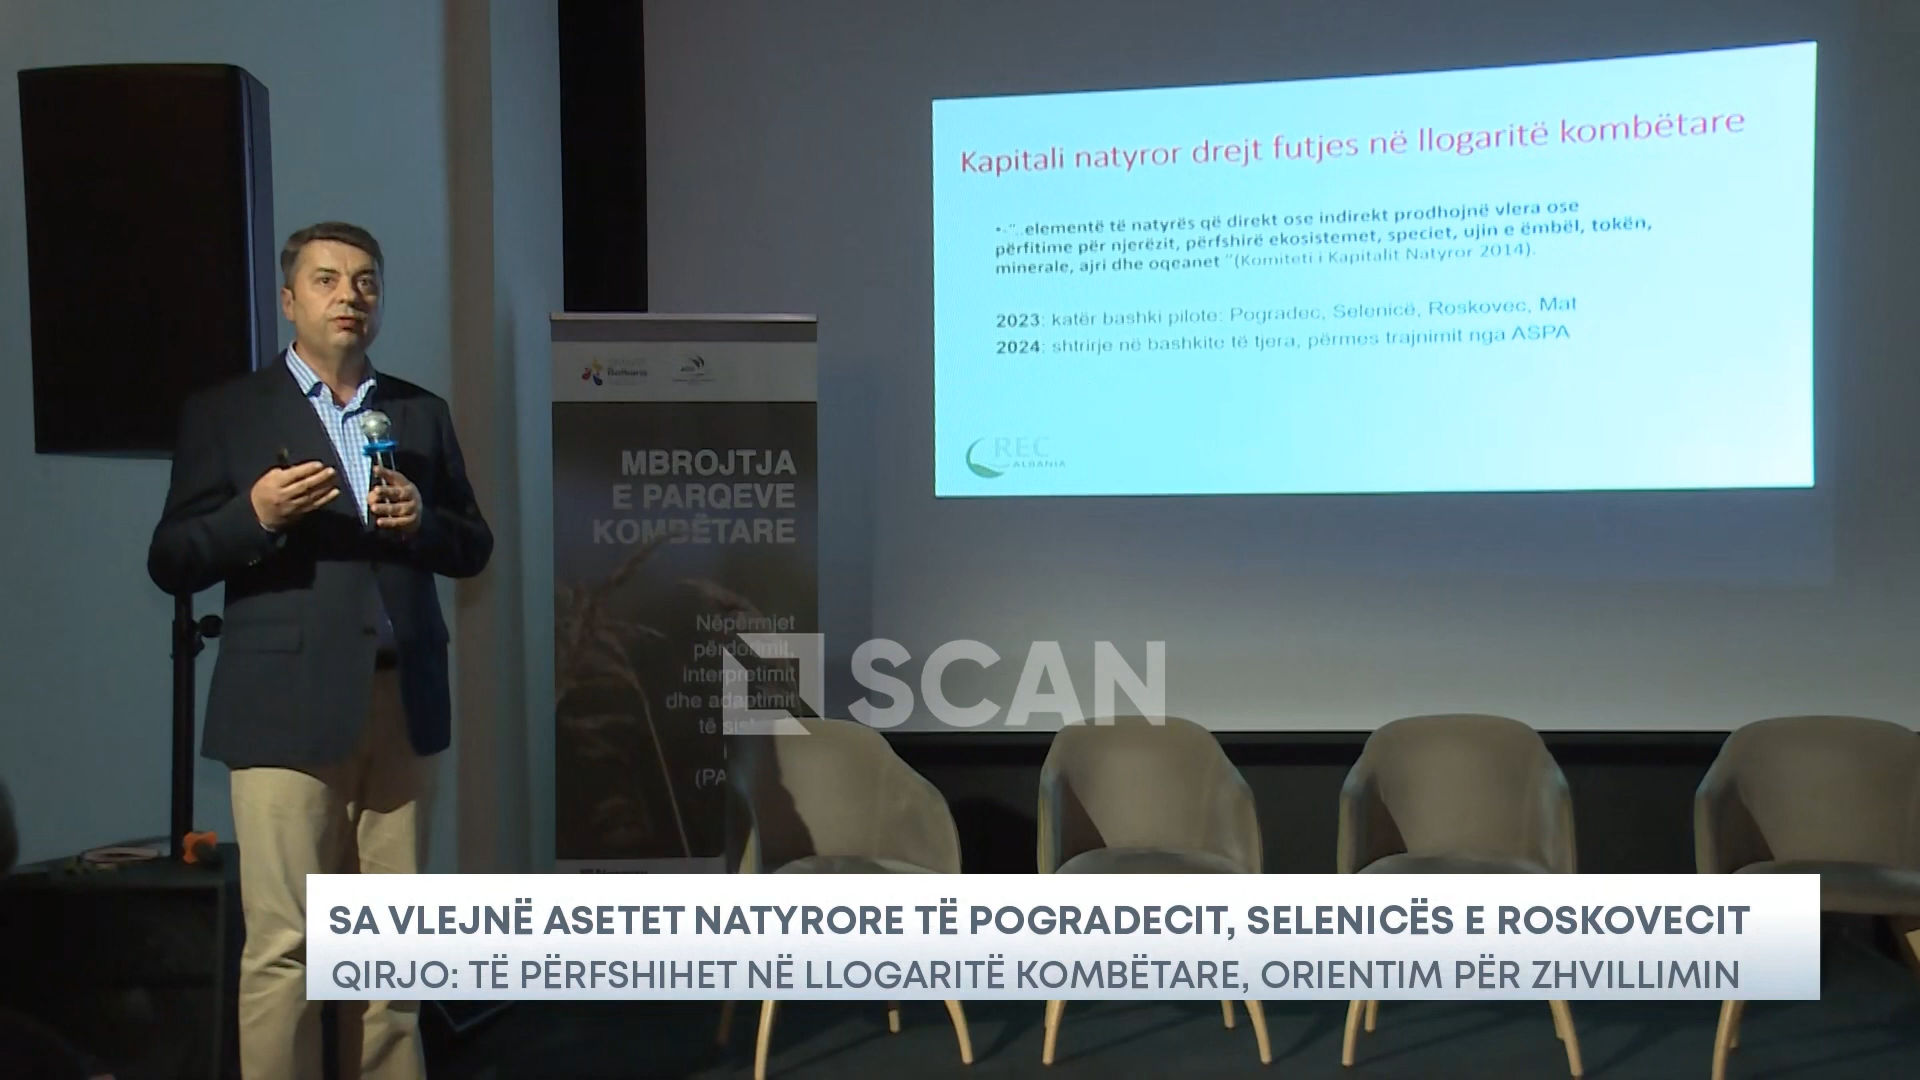 Kapitali natyror drejt futjes në llogaritë kombëtare
•-"..elementë të natyrës që direkt ose indirekt prodhojnë vlera ose
përfitime për njerëzit, përfshirë ekosistemet, speciet, ujin e ëmbël, tokën,
minerale, ajri dhe oqeanet "(Komiteti i Kapitalit Natyror 2014).
2023: katër bashki pilote: Pogradec, Selenicë, Roskovec, Mat
2024: shtrirje në bashkite të tjera, përmes trajnimit nga ASPA
REC
ALBANIA
MBROJTJA
E PARQEVE
KOMBËTARE
Nëpërmjet
përdorimit,
interpretimit
dhe adaptimit
të
(PA
SCAN
SA VLEJNË ASETET NATYRORE TË POGRADECIT, SELENICËS E ROSKOVECIT
QIRJO: TË PËRFSHIHET NË LLOGARITË KOMBËTARE, ORIENTIM PËR ZHVILLIMIN